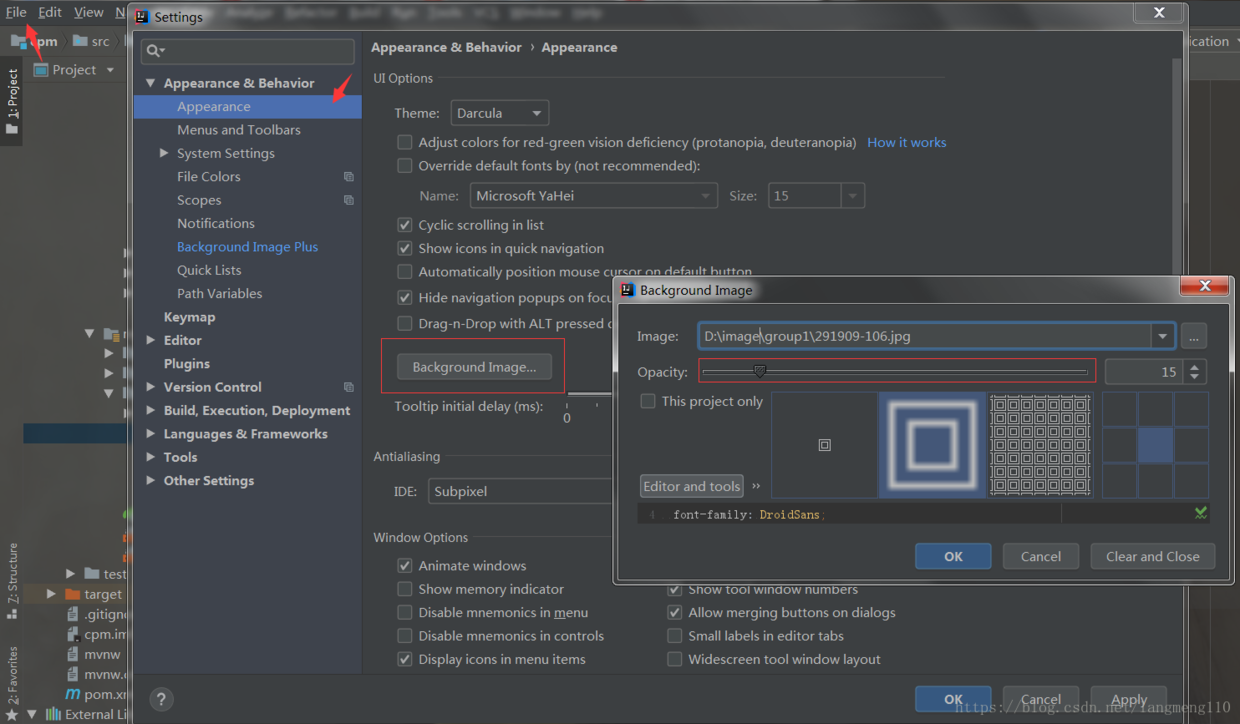 File Edit View N
Settings
cpm src
ication
Project
1: Project
Appearance & Behavior
Appearance
Menus and Toolbars
System Settings
File Colors
Scopes
Notifications
Background Image Plus
Quick Lists
Path Variables
Keymap
Editor
Plugins
Version Control
Build, Execution, Deployment
Languages & Frameworks
Tools
Other Settings
Appearance & Behavior › Appearance
UI Options
Theme: Darcula
Adjust colors for red-green vision deficiency (protanopia, deuteranopia) How it works
Override default fonts by (not recommended):
Name: Microsoft YaHei Size: 15
Cyclic scrolling in list
Show icons in quick navigation
Automatically position mouse cursor on default button
Hide navigation popups on focu
Drag-n-Drop with ALT pressed o
Background Image...
Tooltip initial delay (ms):
0
Antialiasing
IDE: Subpixel
Window Options
Animate windows
Show memory indicator
Disable mnemonics in menu
Disable mnemonics in controls
Display icons in menu items
Show tool window numbers
Allow merging buttons on dialogs
Small labels in editor tabs
Widescreen tool window layout
? OK Cancel Apply
Background Image
Image: D:\image\group1\291909-106.jpg ...
Opacity: 15
This project only
Editor and tools ››
4 font-family: DroidSans;
OK Cancel Clear and Close
7: Structure
2: Favorites
test
target
.gitigno
cpm.im
mvnw
mvnw.c
pom.xm
External Li
https://blog.csdn.net/fangmengl10